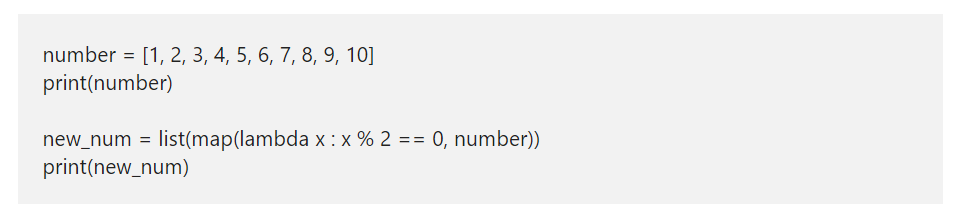 number = [1, 2, 3, 4, 5, 6, 7, 8, 9, 10]
print(number)

new_num = list(map(lambda x : x % 2 == 0, number))
print(new_num)